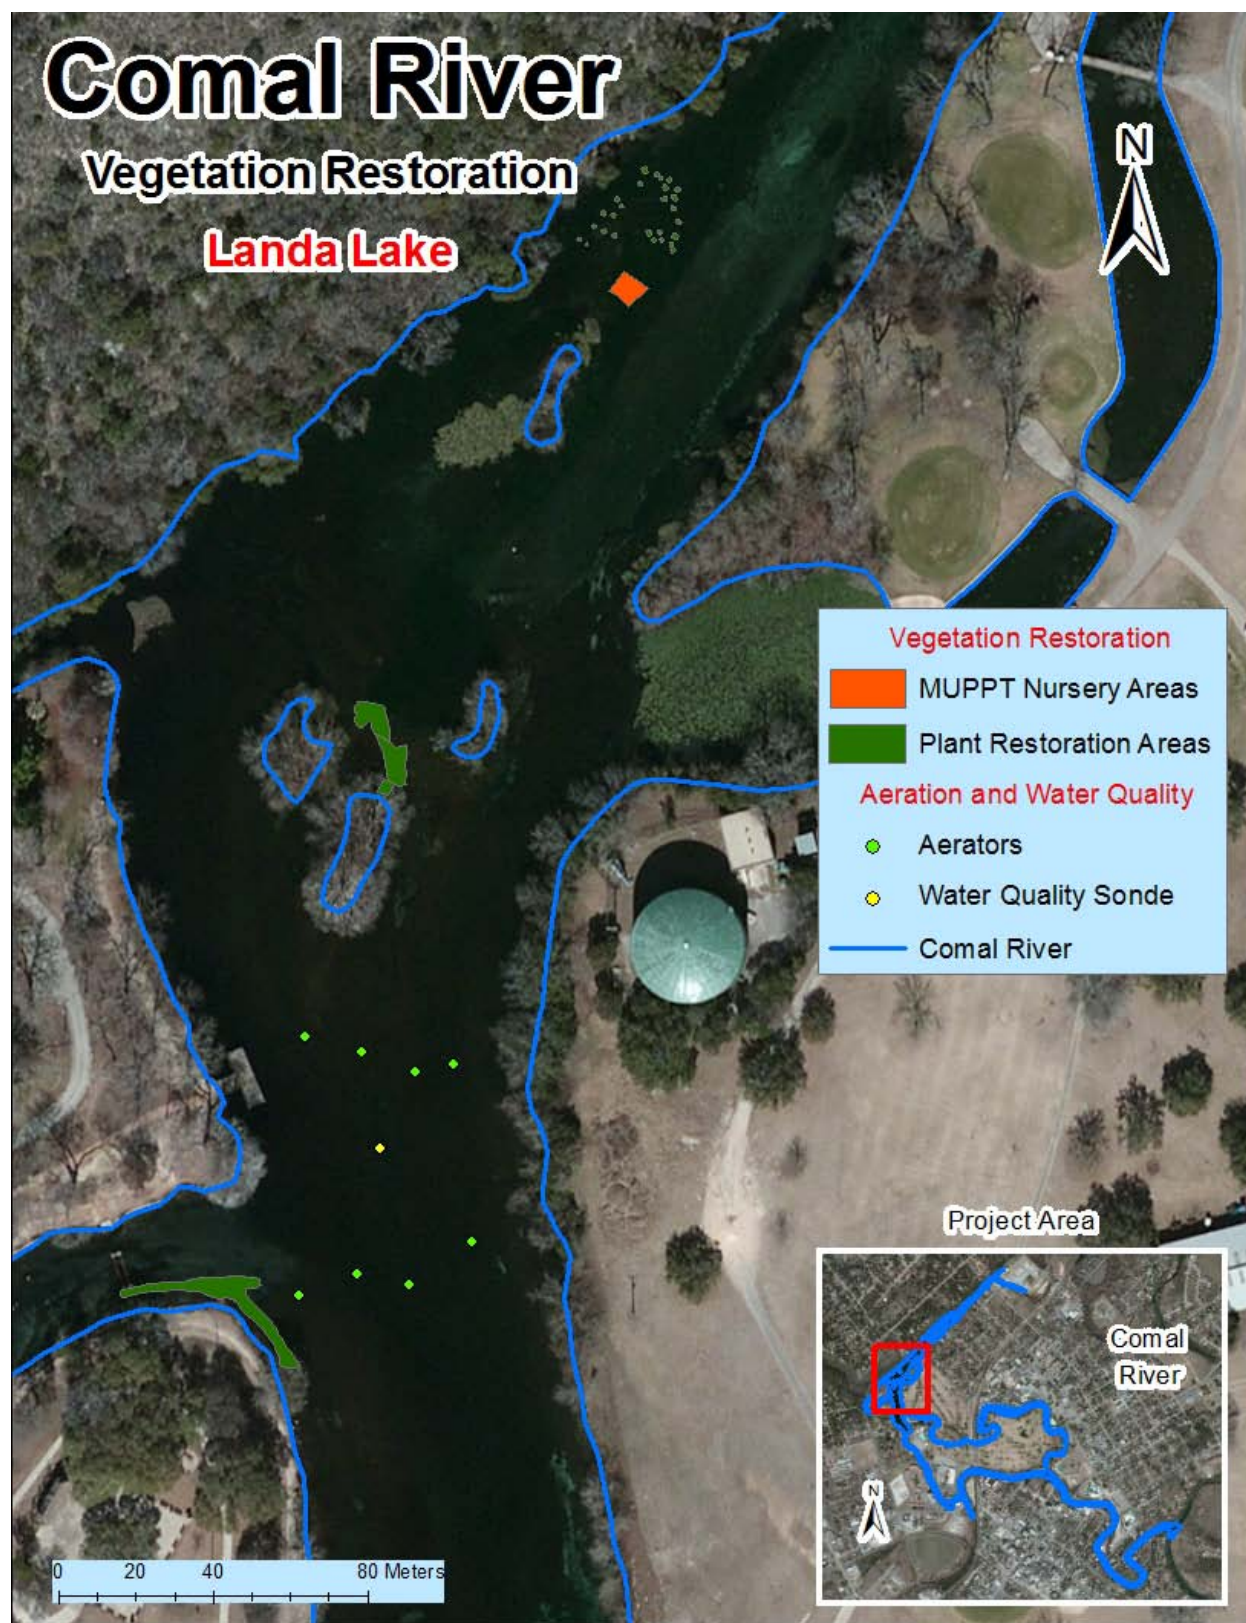 Comal River
Vegetation Restoration
Landa Lake
N
Vegetation Restoration
MUPPT Nursery Areas
Plant Restoration Areas
Aeration and Water Quality
Aerators
Water Quality Sonde
Comal River
Project Area
Comal
River
N
0 20 40 80 Meters